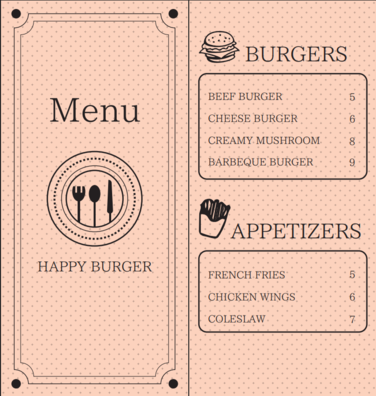 Menu
HAPPY BURGER
BURGERS
BEEF BURGER 5
CHEESE BURGER 6
CREAMY MUSHROOM 8
BARBEQUE BURGER 9
APPETIZERS
FRENCH FRIES 5
CHICKEN WINGS 6
COLESLAW 7